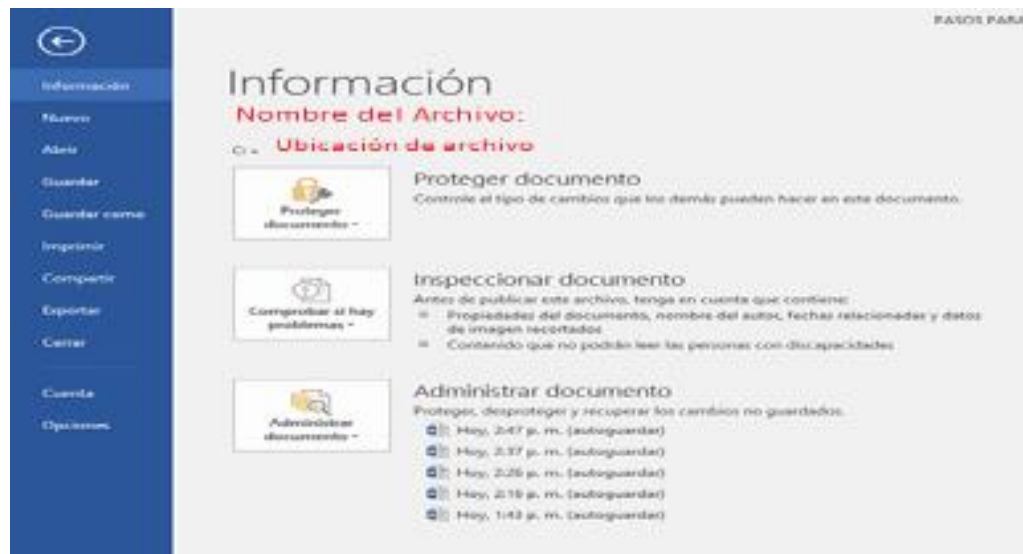 PASOS PARA
Información
Nuevo
Abrir
Guardar
Guardar como
Imprimir
Compartir
Exportar
Cerrar
Cuenta
Opciones
Información
Nombre del Archivo:
C: »
Ubicación de archivo
Proteger documento
Proteger documento
Controle el tipo de cambios que los demás pueden hacer en este documento.
Comprobar si hay problemas
Inspeccionar documento
Antes de publicar este archivo, tenga en cuenta que contiene:
Propiedades del documento, nombre del autor, fechas relacionadas y datos
de imagen recortados
Contenido que no podrán leer las personas con discapacidades
Administrar documento
Administrar documento
Proteger, desproteger y recuperar los cambios no guardados.
Hoy, 2:47 p. m. (autoguardar)
Hoy, 2:37 p. m. (autoguardar)
Hoy, 2:26 p. m. (autoguardar)
Hoy, 2:16 p. m. (autoguardar)
Hoy, 1:43 p. m. (autoguardar)